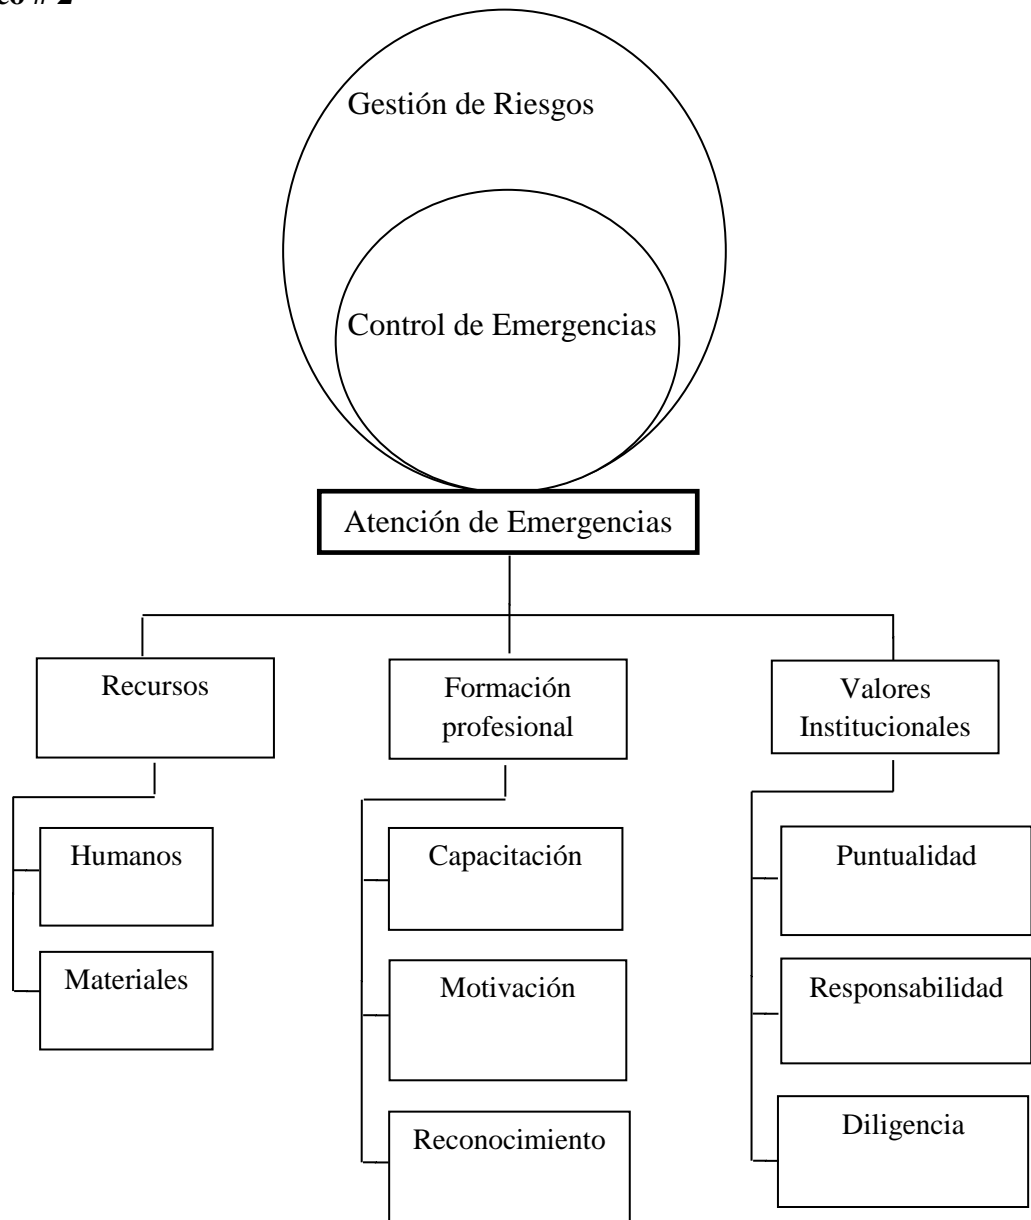 # 2
Gestión de Riesgos
Control de Emergencias
Atención de Emergencias
Recursos
Formación
profesional
Valores
Institucionales
Humanos
Materiales
Capacitación
Motivación
Reconocimiento
Puntualidad
Responsabilidad
Diligencia